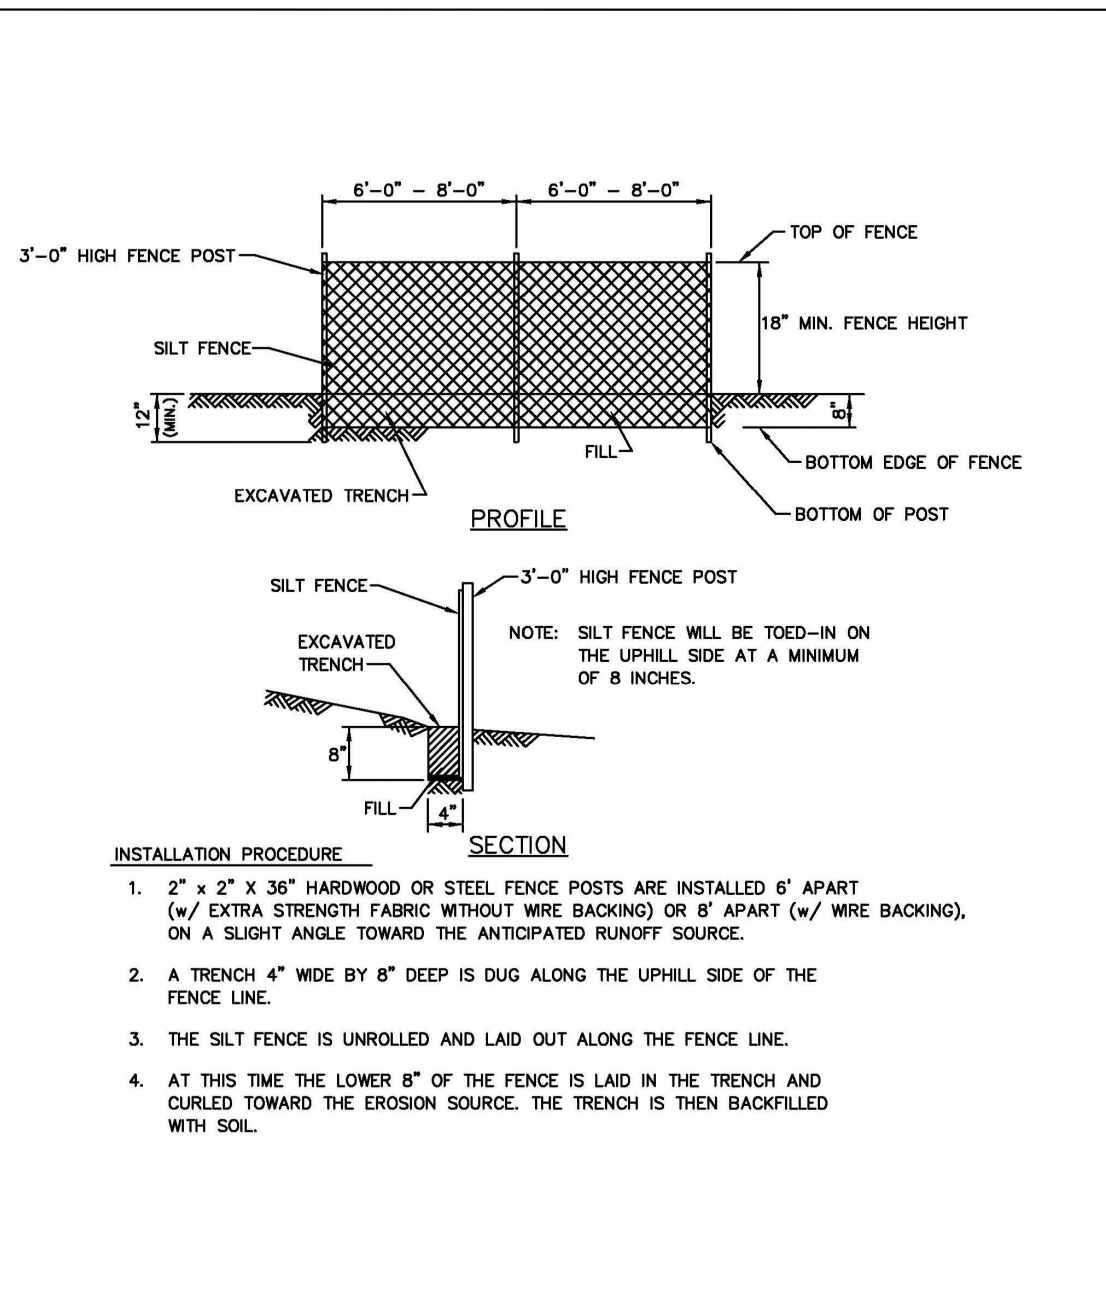 6'-0" - 8'-0"
6'-0" - 8'-0"
TOP OF FENCE
3'-0" HIGH FENCE POST
18" MIN. FENCE HEIGHT
SILT FENCE
12"
(MIN.)
8"
FILL
BOTTOM EDGE OF FENCE
EXCAVATED TRENCH
BOTTOM OF POST
PROFILE
SILT FENCE
3'-0" HIGH FENCE POST
EXCAVATED
TRENCH
NOTE: SILT FENCE WILL BE TOED-IN ON
THE UPHILL SIDE AT A MINIMUM
OF 8 INCHES.
8"
FILL
4"
SECTION
INSTALLATION PROCEDURE
1. 2" x 2" X 36" HARDWOOD OR STEEL FENCE POSTS ARE INSTALLED 6' APART
(w/ EXTRA STRENGTH FABRIC WITHOUT WIRE BACKING) OR 8' APART (w/ WIRE BACKING),
ON A SLIGHT ANGLE TOWARD THE ANTICIPATED RUNOFF SOURCE.
2. A TRENCH 4" WIDE BY 8" DEEP IS DUG ALONG THE UPHILL SIDE OF THE
FENCE LINE.
3. THE SILT FENCE IS UNROLLED AND LAID OUT ALONG THE FENCE LINE.
4. AT THIS TIME THE LOWER 8" OF THE FENCE IS LAID IN THE TRENCH AND
CURLED TOWARD THE EROSION SOURCE. THE TRENCH IS THEN BACKFILLED
WITH SOIL.